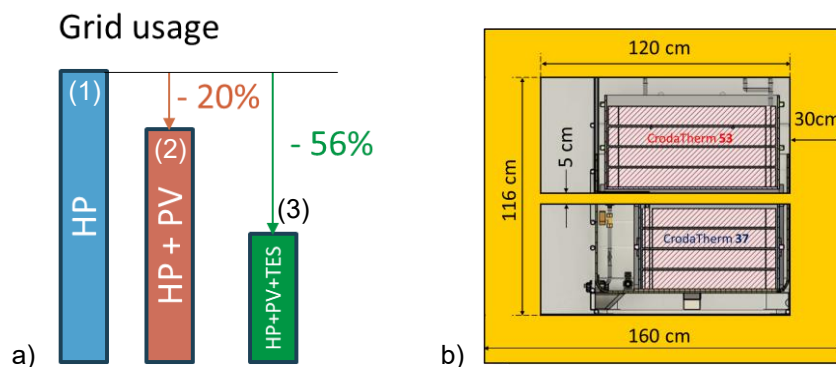 Grid usage
(1)
HP
- 20%
(2)
HP + PV
- 56%
(3)
HP+PV+TES
a)
120 cm
30cm
CrodaTherm 53
5 cm
116 cm
CrodaTherm 37
160 cm
b)